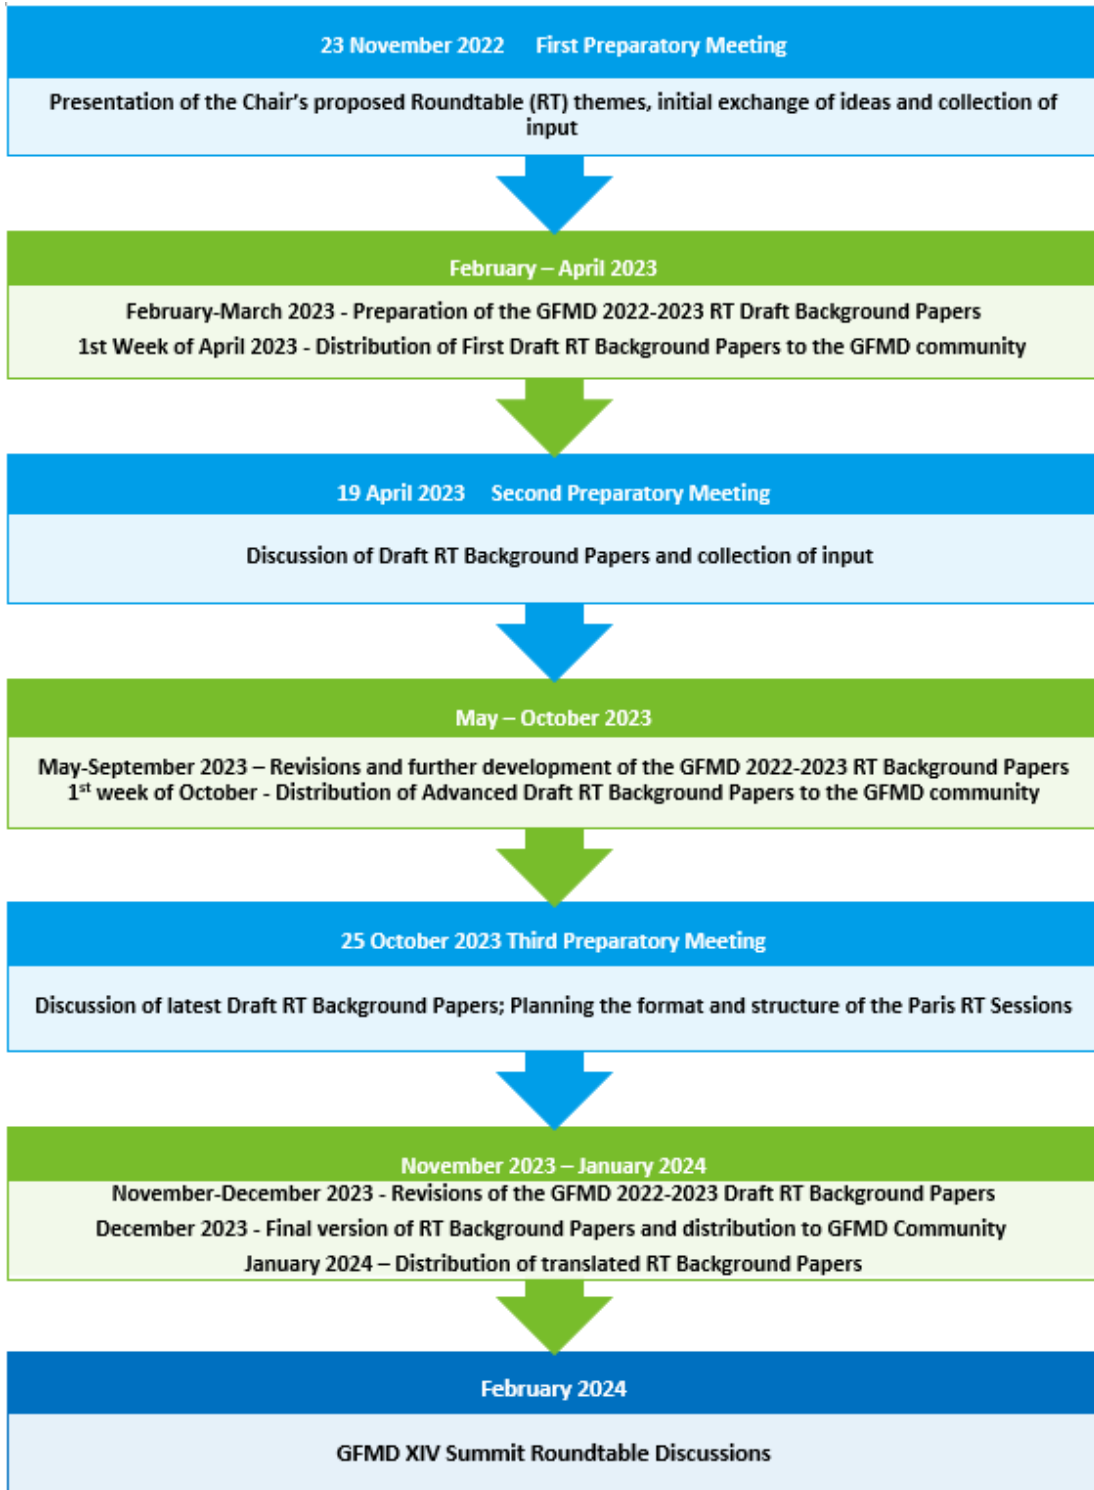 23 November 2022 First Preparatory Meeting
Presentation of the Chair's proposed Roundtable (RT) themes, initial exchange of ideas and collection of
input
February – April 2023
February-March 2023 - Preparation of the GFMD 2022-2023 RT Draft Background Papers
1st Week of April 2023 - Distribution of First Draft RT Background Papers to the GFMD community
19 April 2023 Second Preparatory Meeting
Discussion of Draft RT Background Papers and collection of input
May – October 2023
May-September 2023 – Revisions and further development of the GFMD 2022-2023 RT Background Papers
1st week of October - Distribution of Advanced Draft RT Background Papers to the GFMD community
25 October 2023 Third Preparatory Meeting
Discussion of latest Draft RT Background Papers; Planning the format and structure of the Paris RT Sessions
November 2023 – January 2024
November-December 2023 - Revisions of the GFMD 2022-2023 Draft RT Background Papers
December 2023 - Final version of RT Background Papers and distribution to GFMD Community
January 2024 – Distribution of translated RT Background Papers
February 2024
GFMD XIV Summit Roundtable Discussions